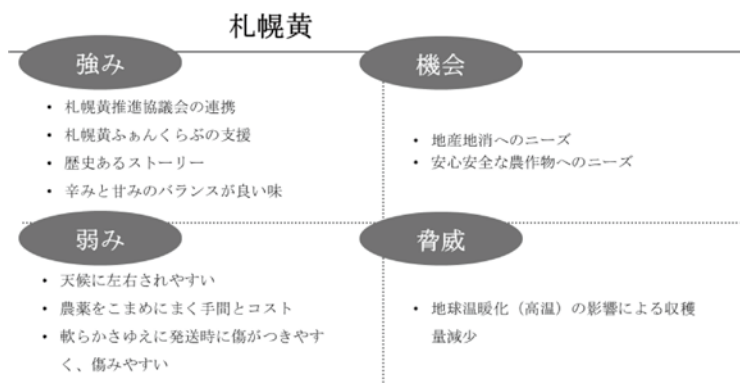 札幌黄
強み
• 札幌黄推進協議会の連携
• 札幌黄ふぁんくらぶの支援
• 歴史あるストーリー
• 辛みと甘みのバランスが良い味
機会
• 地産地消へのニーズ
• 安心安全な農作物へのニーズ
弱み
• 天候に左右されやすい
• 農薬をこまめにまく手間とコスト
• 軟らかさゆえに発送時に傷がつきやす
く、傷みやすい
脅威
• 地球温暖化（高温）の影響による収穫
量減少